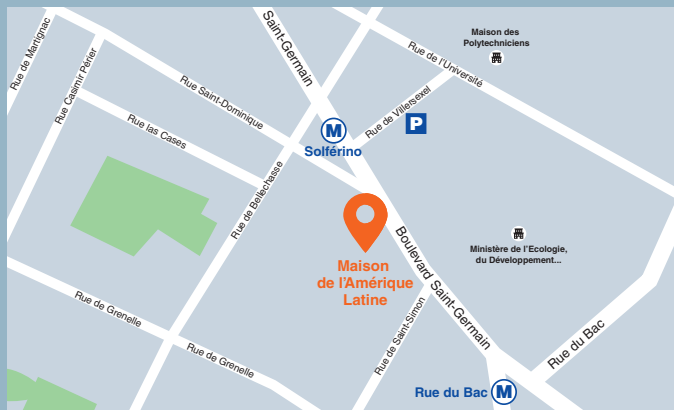 Rue de Martignac
Rue Casimir Périer
Saint-Germain
Maison des
Polytechniciens
Rue de l'Université
Rue Saint-Dominique
Rue las Cases
M
Solférino
Rue de Villersexel
P
Rue de Bellechasse
Boulevard Saint-Germain
Ministère de l'Ecologie,
du Développement...
Maison
de l'Amérique
Latine
Rue de Grenelle
Rue de Grenelle
Rue de Saint-Simon
Rue du Bac
Rue du Bac M